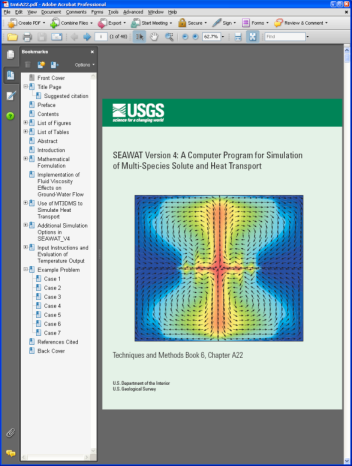 tm6A22.pdf - Adobe Acrobat Professional
File Edit View Document Comments Forms Tools Advanced Window Help
Create PDF Combine Files Export Start Meeting Secure Sign Forms Review & Comment
1 (1 of 48) 62.7% Find
Bookmarks
Options
Front Cover
Title Page
Suggested citation
Preface
Contents
List of Figures
List of Tables
Abstract
Introduction
Mathematical
Formulation
Implementation of
Fluid Viscosity
Effects on
Ground-Water Flow
Use of MT3DMS to
Simulate Heat
Transport
Additional Simulation
Options in
SEAWAT_V4
Input Instructions and
Evaluation of
Temperature Output
Example Problem
Case 1
Case 2
Case 3
Case 4
Case 5
Case 6
Case 7
References Cited
Back Cover
USGS
science for a changing world
SEAWAT Version 4: A Computer Program for Simulation
of Multi-Species Solute and Heat Transport
Techniques and Methods Book 6, Chapter A22
U.S. Department of the Interior
U.S. Geological Survey